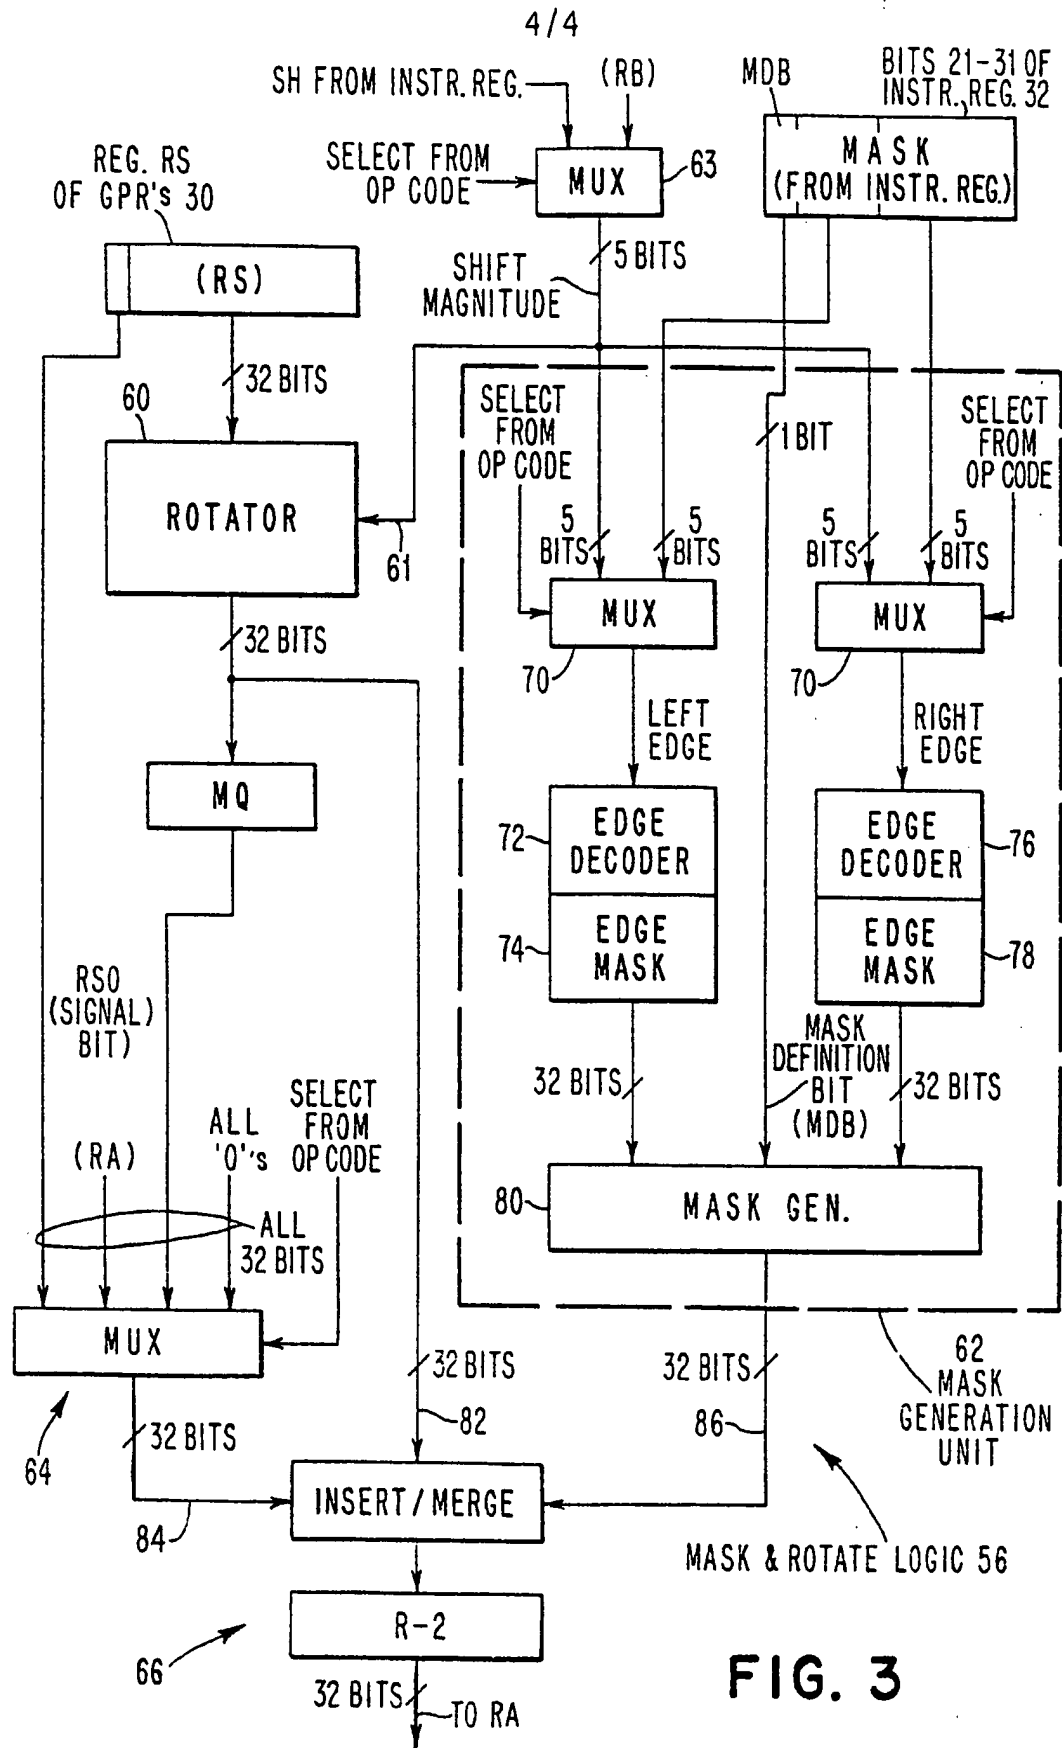 4/4
SH FROM INSTR. REG.
(RB)
MDB
BITS 21-31 OF
INSTR. REG. 32
REG. RS
OF GPR's 30
SELECT FROM
OP CODE
MUX
63
MASK
(FROM INSTR. REG.)
(RS)
5 BITS
SHIFT
MAGNITUDE
32 BITS
60
ROTATOR
61
SELECT
FROM
OP CODE
1 BIT
SELECT
FROM
OP CODE
5
BITS
5
BITS
5
BITS
5
BITS
MUX
70
MUX
70
32 BITS
LEFT
EDGE
RIGHT
EDGE
MQ
72
EDGE
DECODER
EDGE
DECODER
76
74
EDGE
MASK
EDGE
MASK
78
RS0
(SIGNAL)
BIT)
MASK
DEFINITION
BIT
(MDB)
32 BITS
32 BITS
(RA)
ALL
'0's
SELECT
FROM
OP CODE
ALL
32 BITS
80
MASK GEN.
MUX
64
32 BITS
32 BITS
82
32 BITS
86
62
MASK
GENERATION
UNIT
84
INSERT/MERGE
MASK & ROTATE LOGIC 56
R-2
66
32 BITS
TO RA
FIG. 3